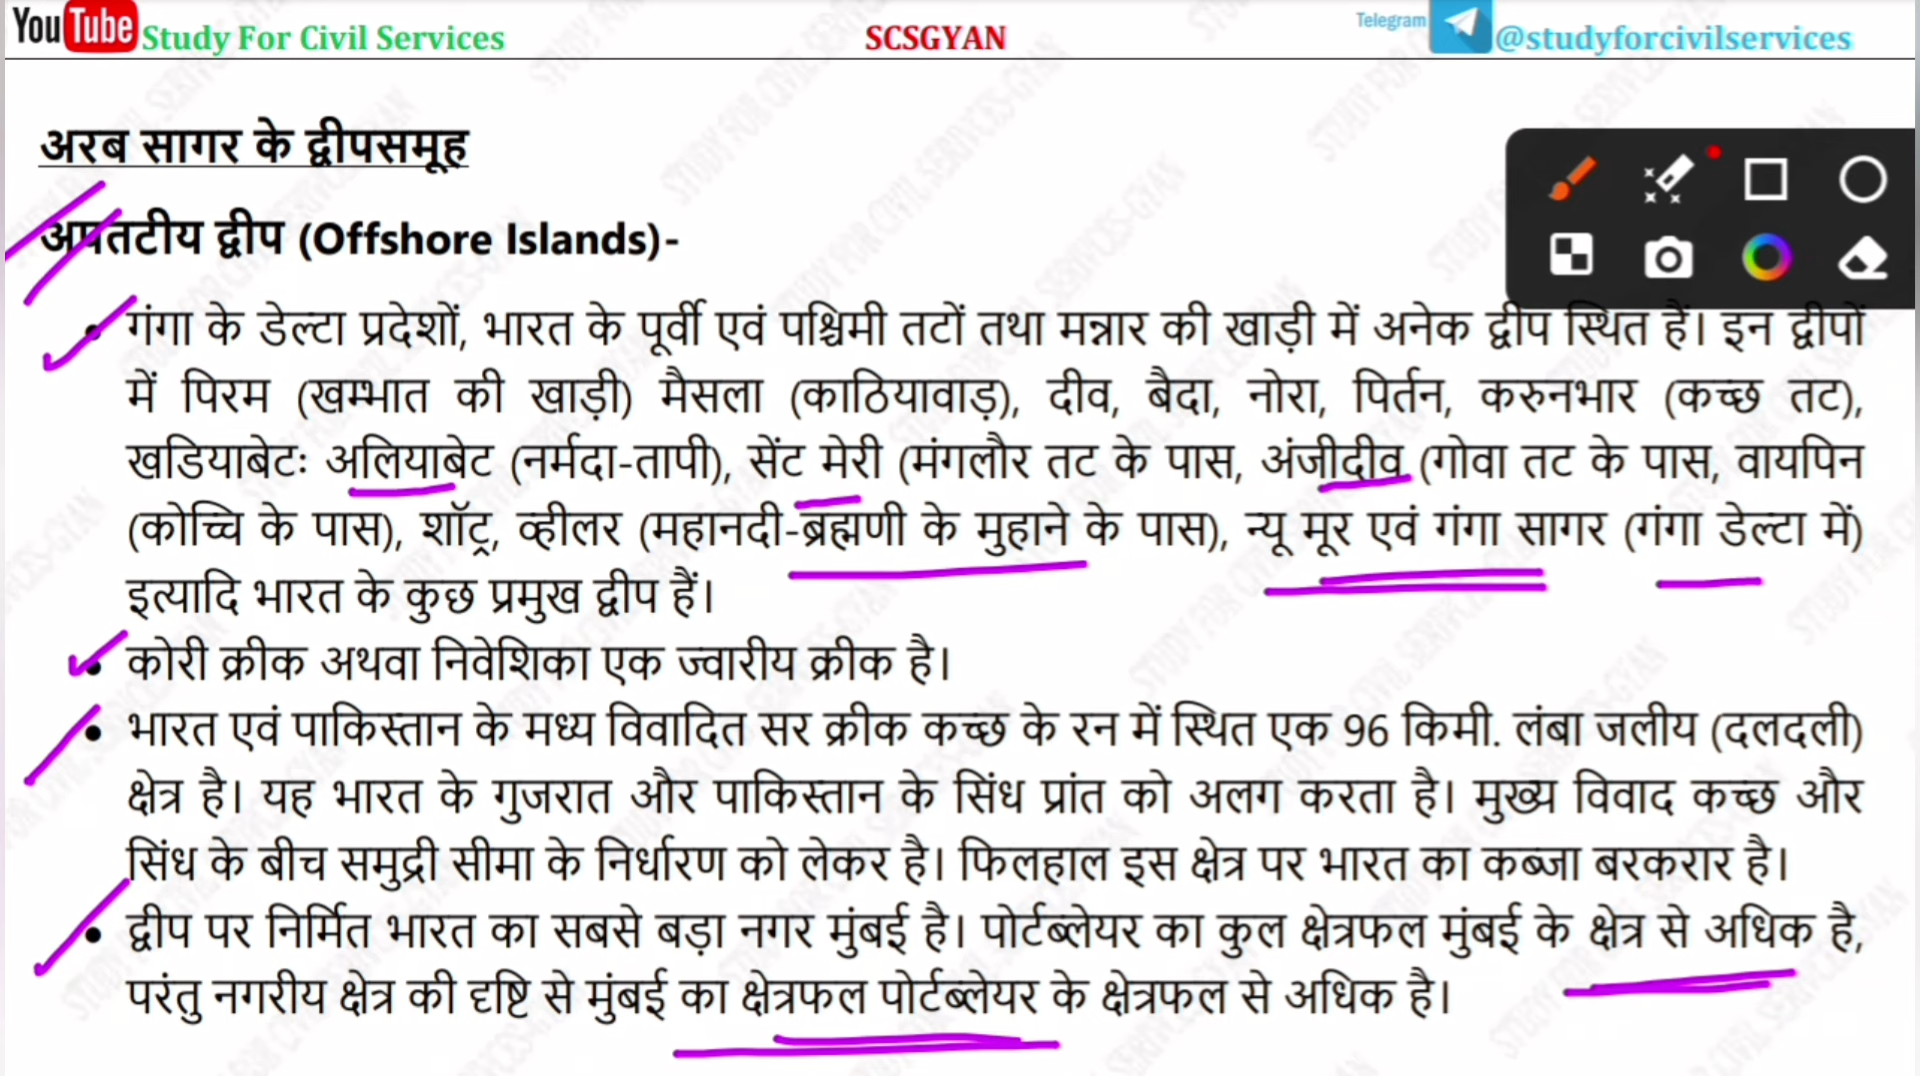 YouTube Study For Civil Services SCSGYAN Telegram @studyforcivilservices
अरब सागर के द्वीपसमूह
अपतटीय द्वीप (Offshore Islands)-
• गंगा के डेल्टा प्रदेशों, भारत के पूर्वी एवं पश्चिमी तटों तथा मन्नार की खाड़ी में अनेक द्वीप स्थित हैं। इन द्वीपों
में पिरम (खम्भात की खाड़ी) मैसला (काठियावाड़), दीव, बैदा, नोरा, पिर्तन, करुनभार (कच्छ तट),
खडियाबेटः अलियाबेट (नर्मदा-तापी), सेंट मेरी (मंगलौर तट के पास, अंजीदीव (गोवा तट के पास, वायपिन
(कोच्चि के पास), शॉट्र, व्हीलर (महानदी-ब्रह्मणी के मुहाने के पास), न्यू मूर एवं गंगा सागर (गंगा डेल्टा में)
इत्यादि भारत के कुछ प्रमुख द्वीप हैं।
• कोरी क्रीक अथवा निवेशिका एक ज्वारीय क्रीक है।
• भारत एवं पाकिस्तान के मध्य विवादित सर क्रीक कच्छ के रन में स्थित एक 96 किमी. लंबा जलीय (दलदली)
क्षेत्र है। यह भारत के गुजरात और पाकिस्तान के सिंध प्रांत को अलग करता है। मुख्य विवाद कच्छ और
सिंध के बीच समुद्री सीमा के निर्धारण को लेकर है। फिलहाल इस क्षेत्र पर भारत का कब्जा बरकरार है।
• द्वीप पर निर्मित भारत का सबसे बड़ा नगर मुंबई है। पोर्टब्लेयर का कुल क्षेत्रफल मुंबई के क्षेत्र से अधिक है,
परंतु नगरीय क्षेत्र की दृष्टि से मुंबई का क्षेत्रफल पोर्टब्लेयर के क्षेत्रफल से अधिक है।